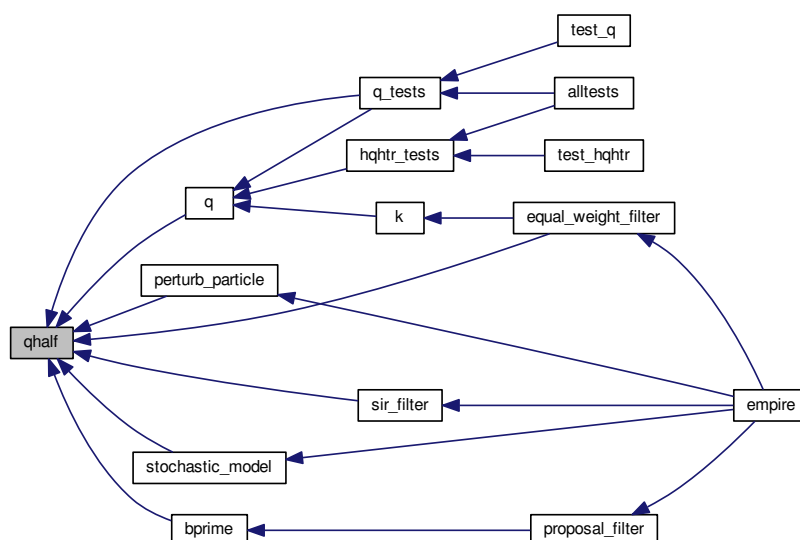 test_q
q_tests
alltests
hqhtr_tests
test_hqhtr
q
k
equal_weight_filter
perturb_particle
qhalf
sir_filter
empire
stochastic_model
bprime
proposal_filter